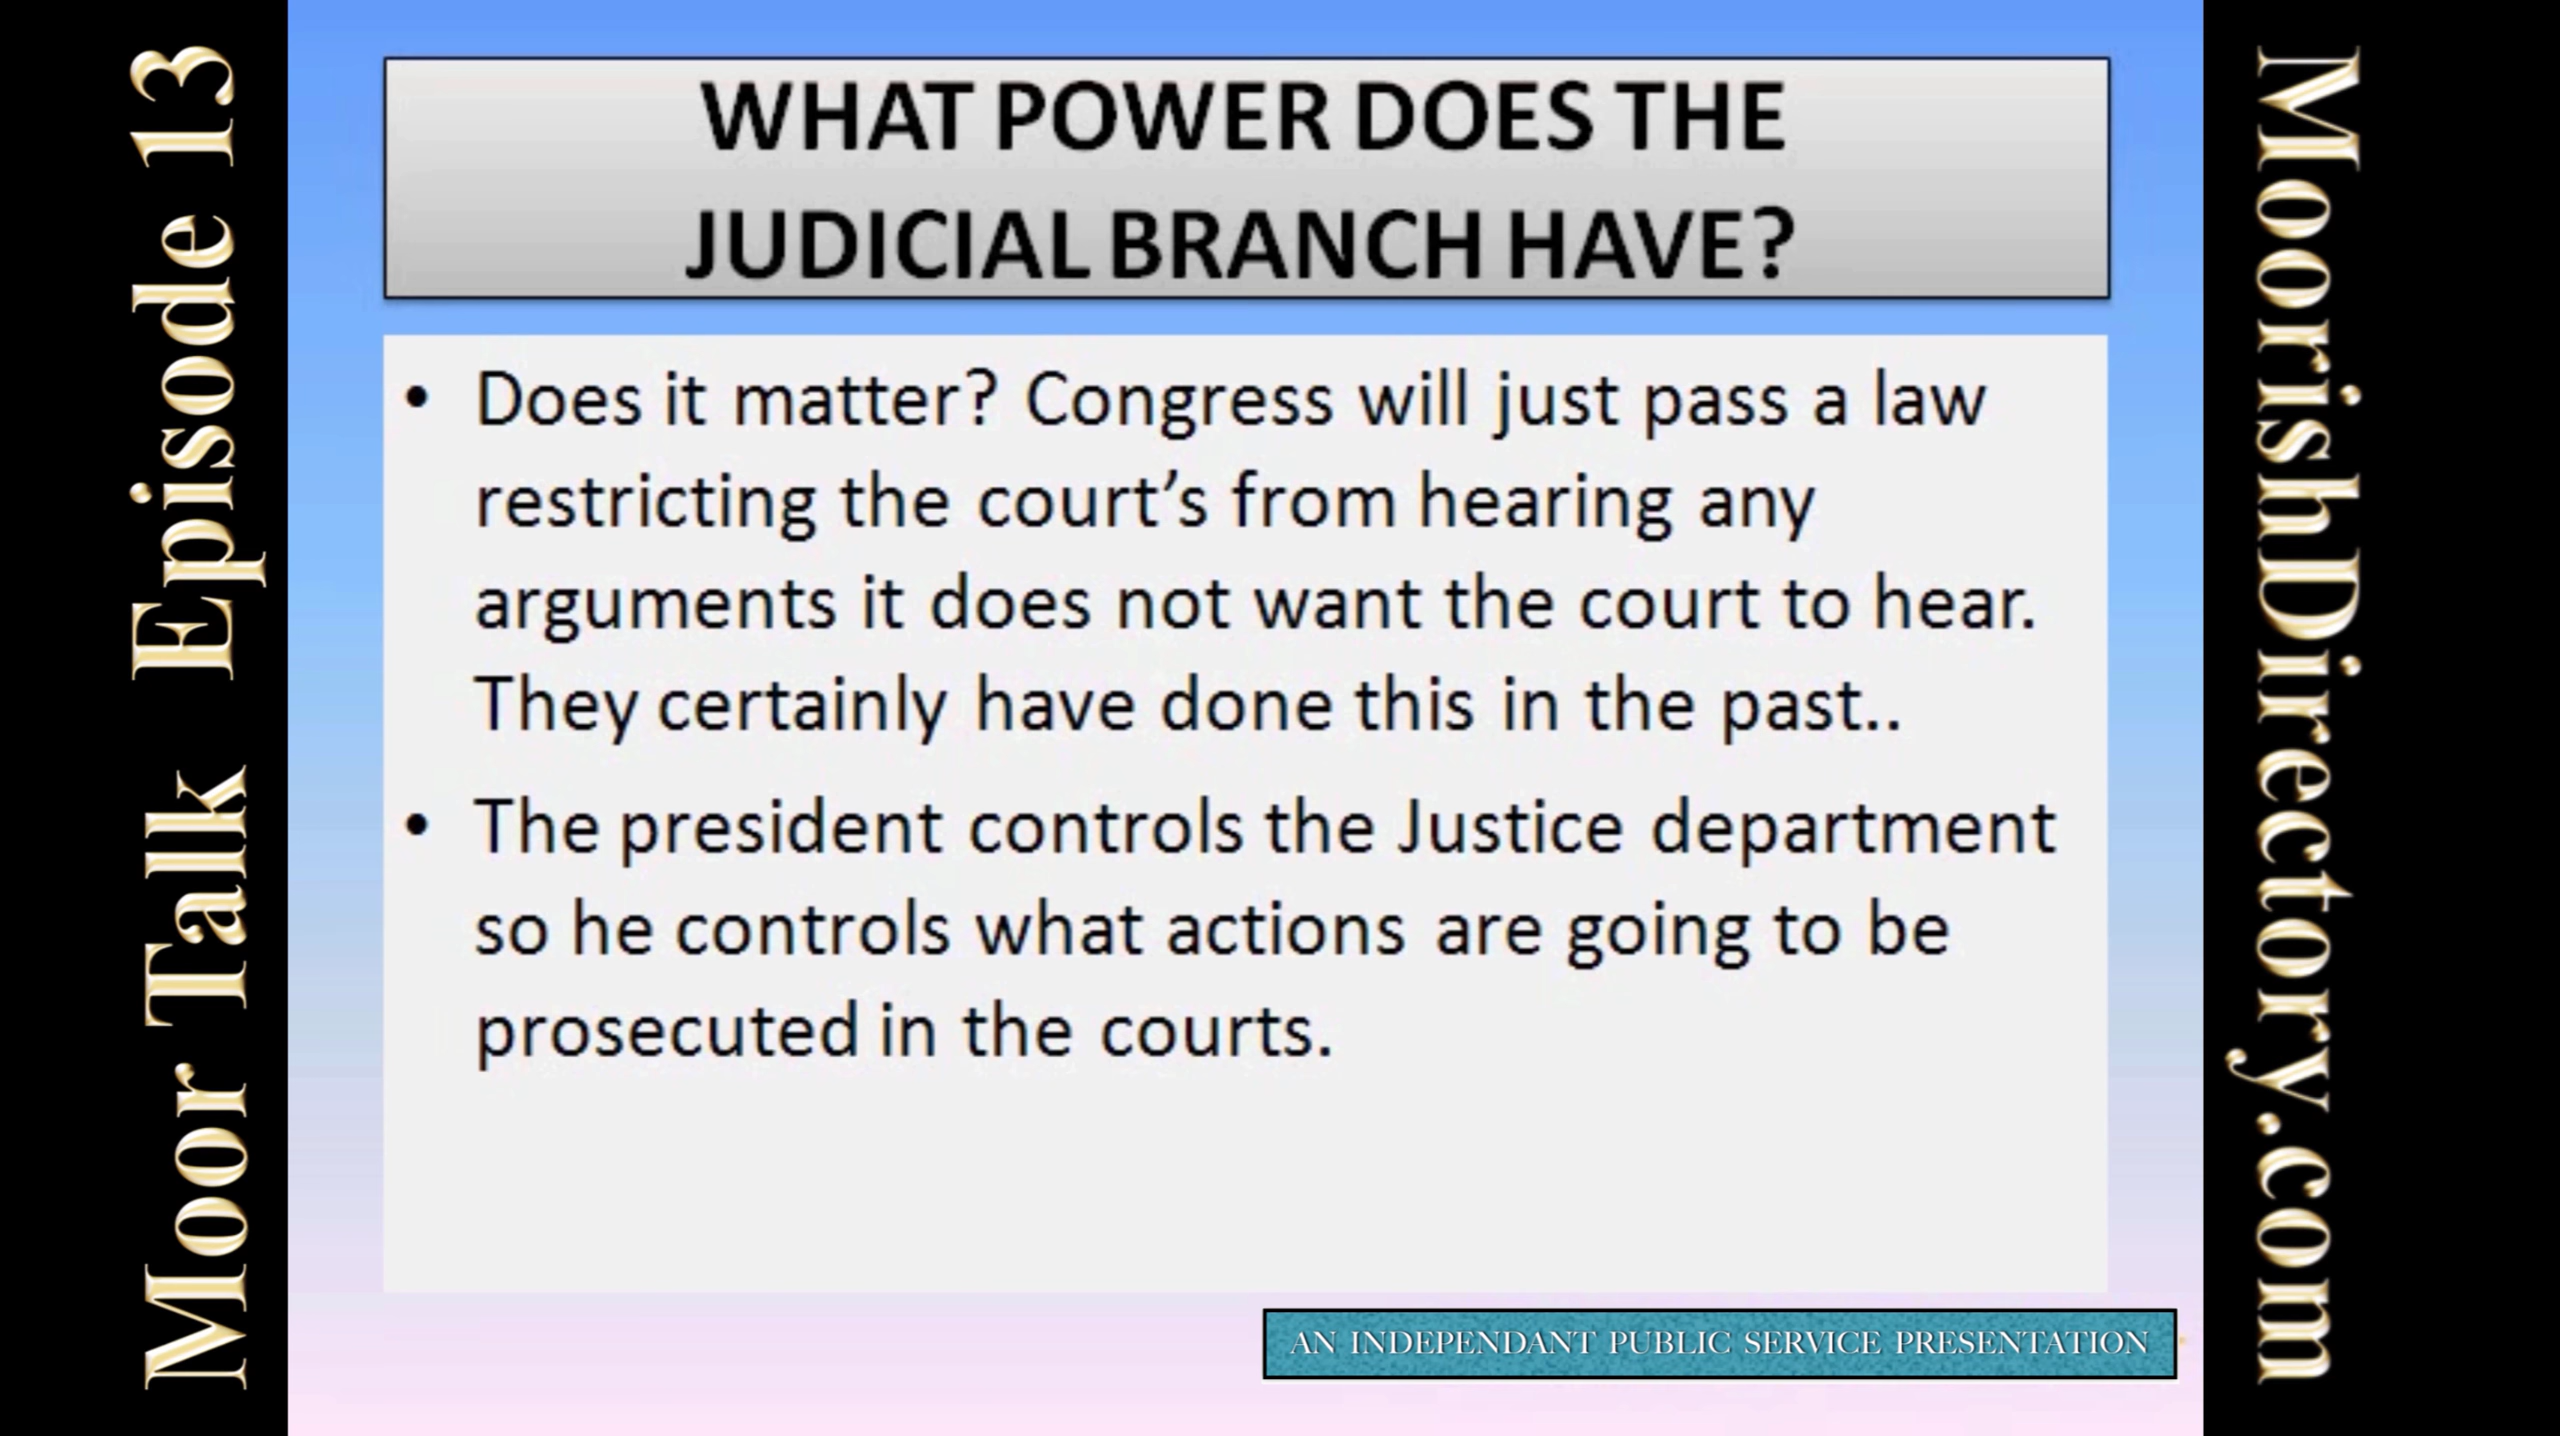 Moor Talk Episode 13
WHAT POWER DOES THE
JUDICIAL BRANCH HAVE?
• Does it matter? Congress will just pass a law
restricting the court’s from hearing any
arguments it does not want the court to hear.
They certainly have done this in the past..
• The president controls the Justice department
so he controls what actions are going to be
prosecuted in the courts.
AN INDEPENDANT PUBLIC SERVICE PRESENTATION
MoorishDirectory.com